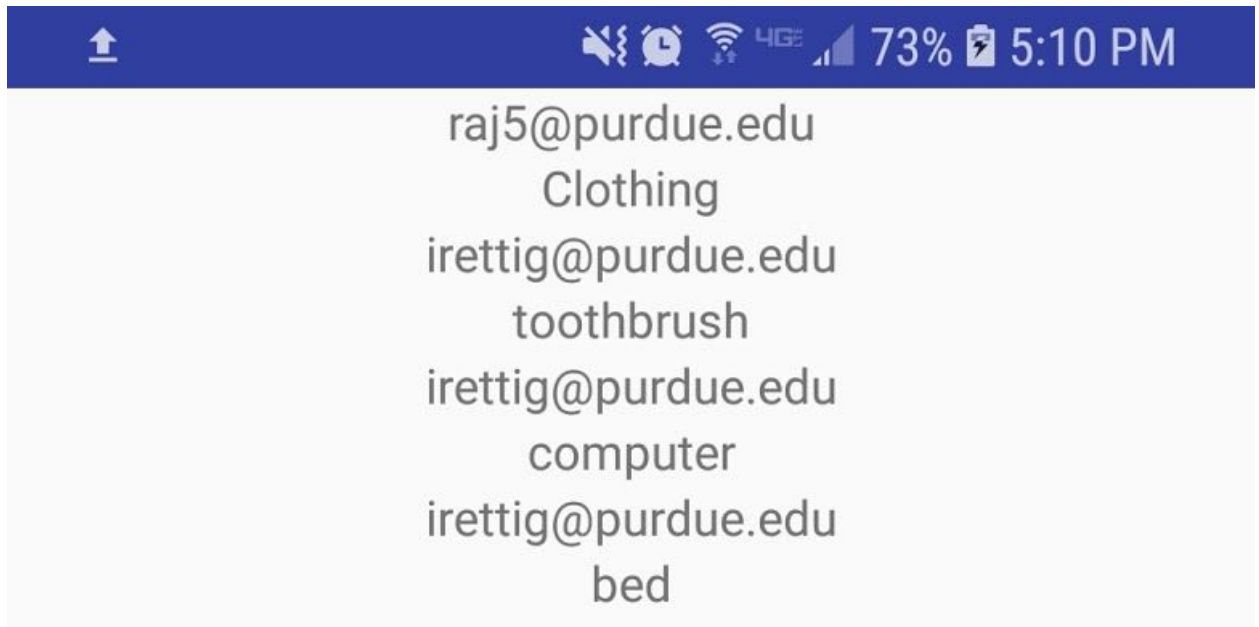 4GE 73% 5:10 PM
raj5@purdue.edu
Clothing
irettig@purdue.edu
toothbrush
irettig@purdue.edu
computer
irettig@purdue.edu
bed